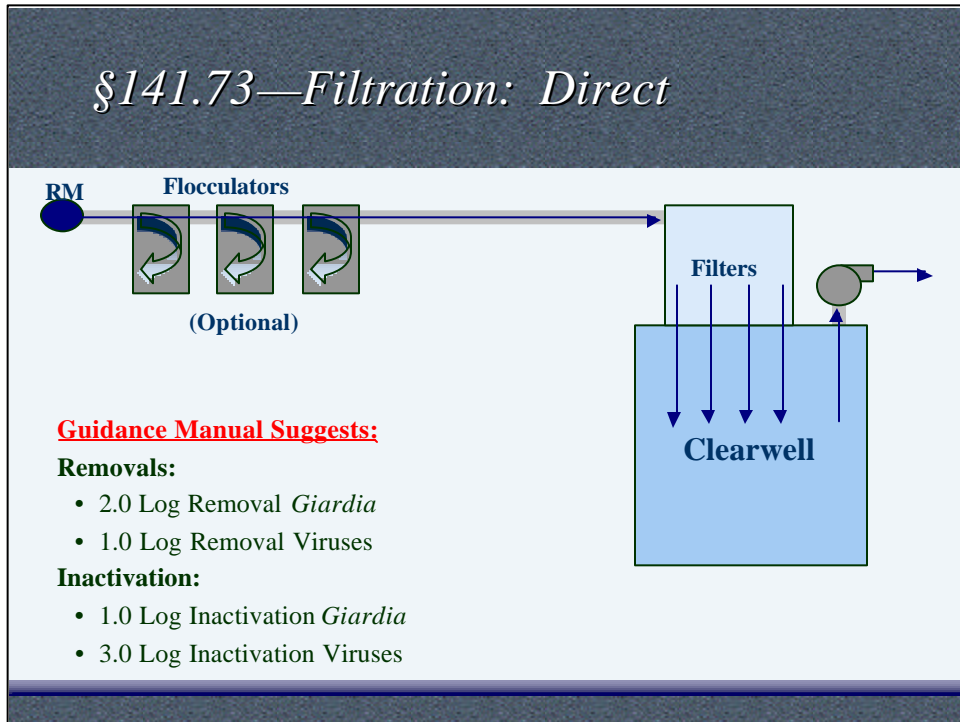 §141.73—Filtration: Direct
RM
Flocculators
(Optional)
Filters
Clearwell
Guidance Manual Suggests:
Removals:
• 2.0 Log Removal Giardia
• 1.0 Log Removal Viruses
Inactivation:
• 1.0 Log Inactivation Giardia
• 3.0 Log Inactivation Viruses